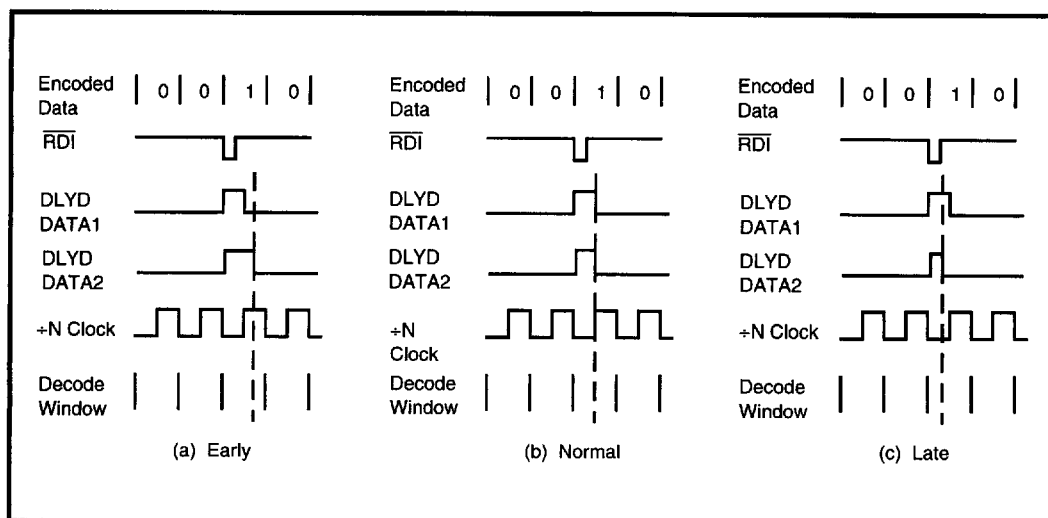 Encoded
Data
0 0 1 0
RDI
DLYD
DATA1
DLYD
DATA2
÷N Clock
Decode
Window
(a) Early
Encoded
Data
0 0 1 0
RDI
DLYD
DATA1
DLYD
DATA2
÷N
Clock
Decode
Window
(b) Normal
Encoded
Data
0 0 1 0
RDI
DLYD
DATA1
DLYD
DATA2
÷N Clock
Decode
Window
(c) Late